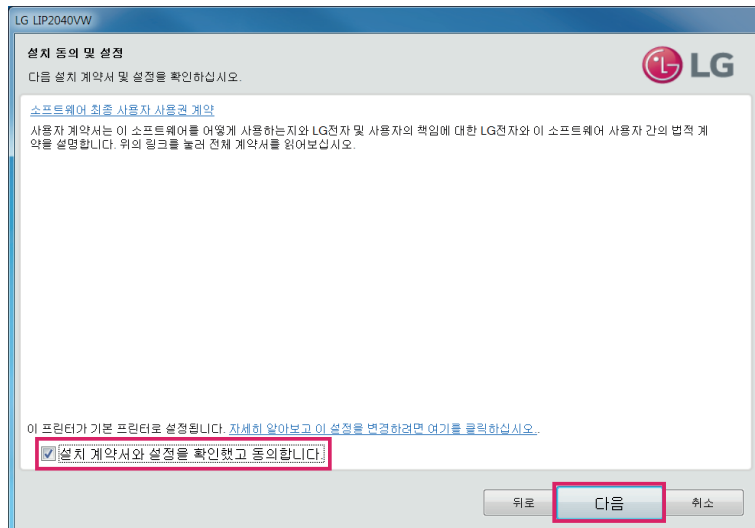 LG LIP2040VW
설치 동의 및 설정
다음 설치 계약서 및 설정을 확인하십시오.
LG
소프트웨어 최종 사용자 사용권 계약
사용자 계약서는 이 소프트웨어를 어떻게 사용하는지와 LG전자 및 사용자의 책임에 대한 LG전자와 이 소프트웨어 사용자 간의 법적 계
약을 설명합니다. 위의 링크를 눌러 전체 계약서를 읽어보십시오.
이 프린터가 기본 프린터로 설정됩니다. 자세히 알아보고 이 설정을 변경하려면 여기를 클릭하십시오..
설치 계약서와 설정을 확인했고 동의합니다.
뒤로 다음 취소